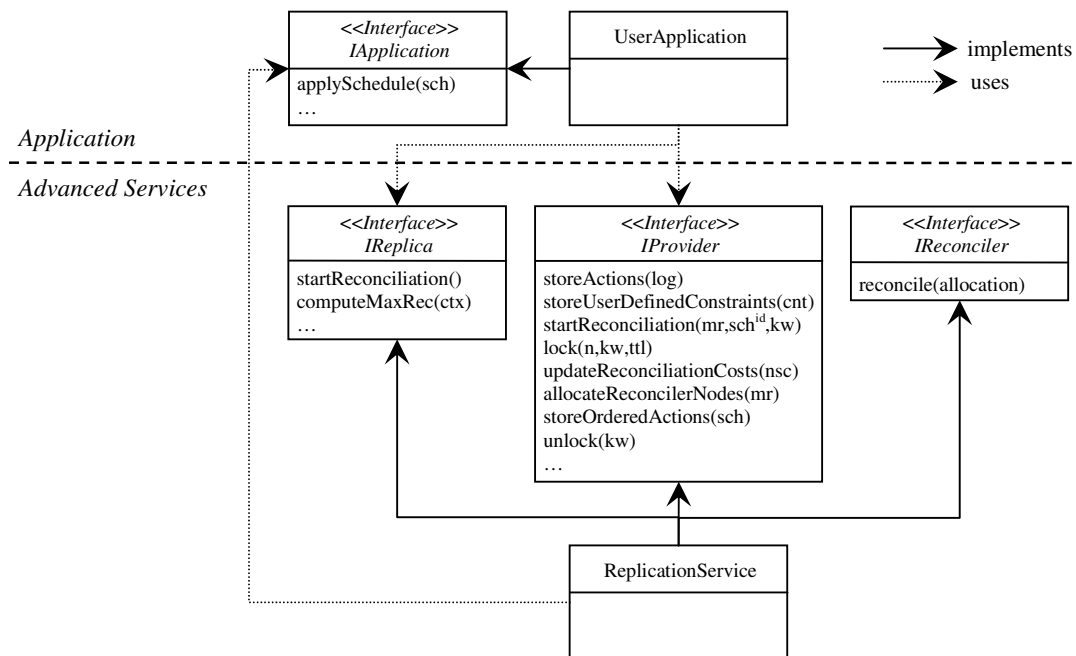 <<Interface>>
IApplication
applySchedule(sch)
…
UserApplication
implements
uses
Application
Advanced Services
<<Interface>>
IReplica
startReconciliation()
computeMaxRec(ctx)
…
<<Interface>>
IProvider
storeActions(log)
storeUserDefinedConstraints(cnt)
startReconciliation(mr,sch^id,kw)
lock(n,kw,ttl)
updateReconciliationCosts(nsc)
allocateReconcilerNodes(mr)
storeOrderedActions(sch)
unlock(kw)
…
<<Interface>>
IReconciler
reconcile(allocation)
ReplicationService